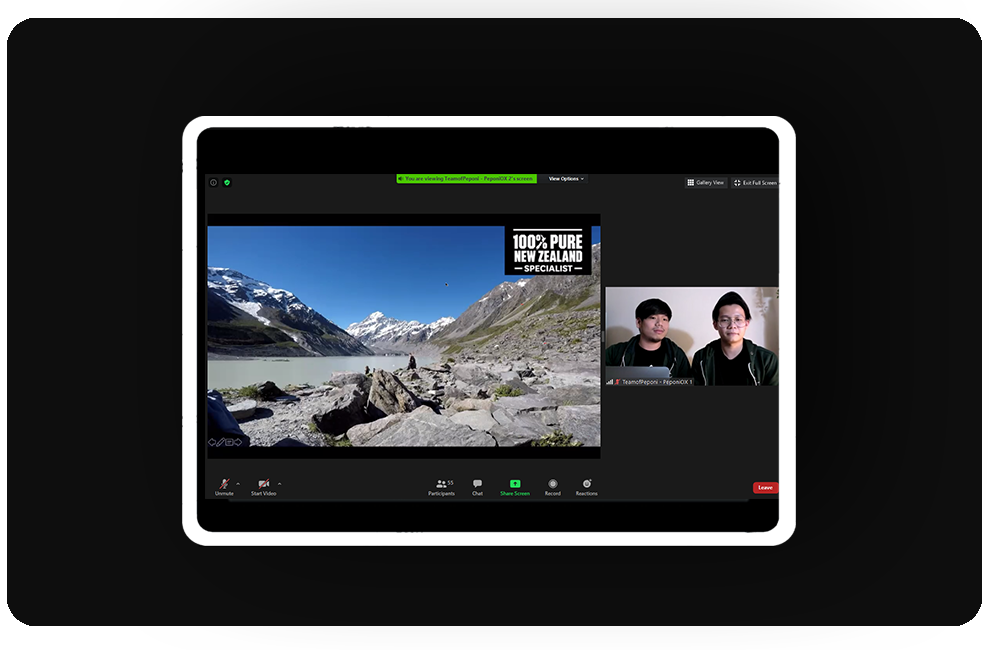 You are viewing TeamofPeponi - PeponiOX 2's screen
View Options
Gallery View
Exit Full Screen
100% PURE
NEW ZEALAND
SPECIALIST
TeamofPeponi - PeponiOX 1
55
Unmute
Start Video
Participants
Chat
Share Screen
Record
Reactions
Leave